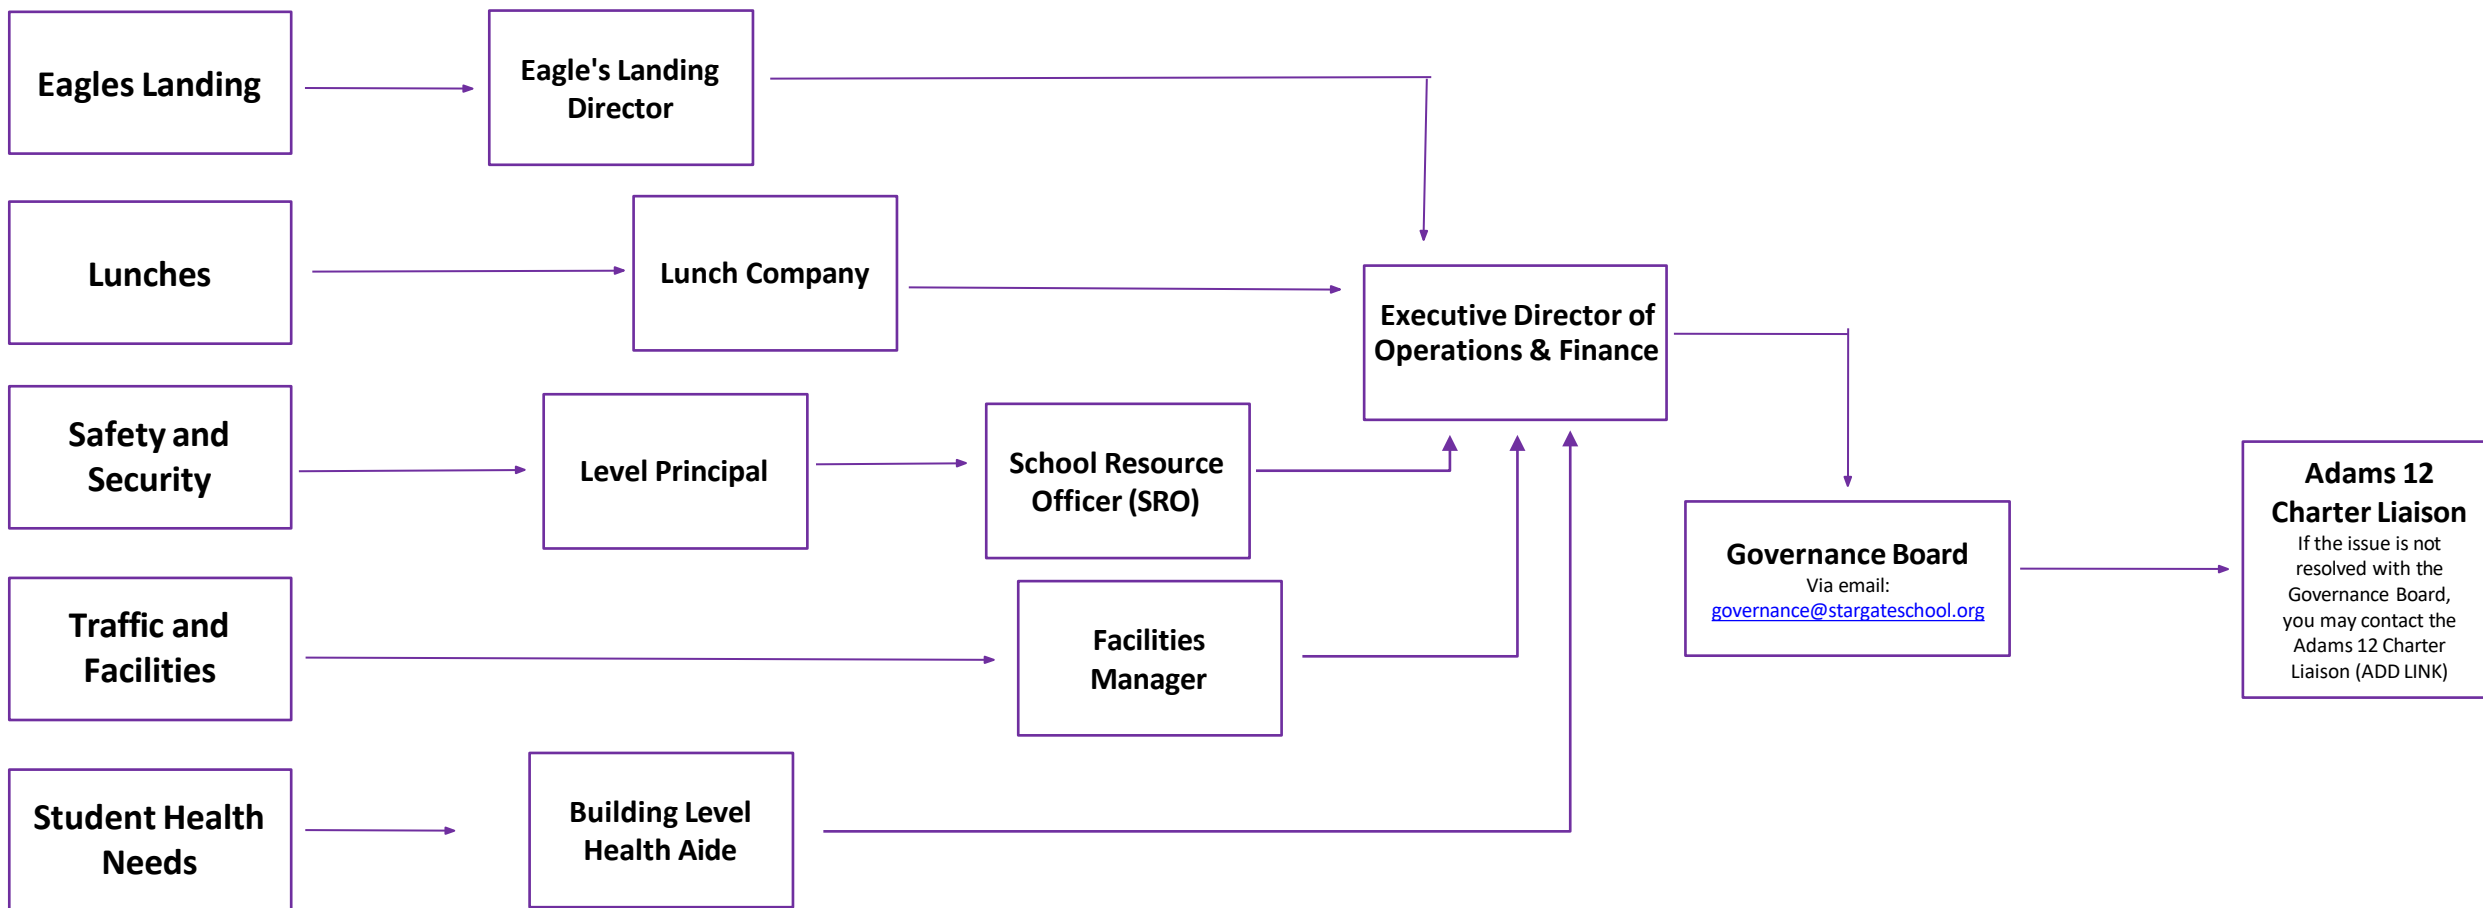 Eagles Landing
Eagle's Landing
Director
Lunches
Lunch Company
Executive Director of
Operations & Finance
Safety and
Security
Level Principal
School Resource
Officer (SRO)
Governance Board
Via email:
governance@stargateschool.org
Adams 12
Charter Liaison
If the issue is not
resolved with the
Governance Board,
you may contact the
Adams 12 Charter
Liaison (ADD LINK)
Traffic and
Facilities
Facilities
Manager
Student Health
Needs
Building Level
Health Aide